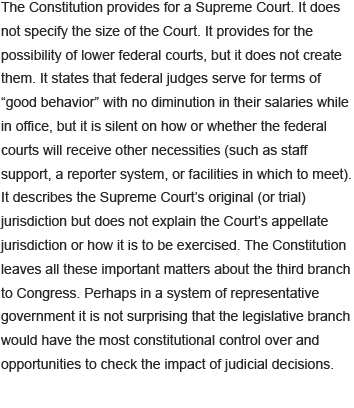 The Constitution provides for a Supreme Court. It does
not specify the size of the Court. It provides for the
possibility of lower federal courts, but it does not create
them. It states that federal judges serve for terms of
“good behavior” with no diminution in their salaries while
in office, but it is silent on how or whether the federal
courts will receive other necessities (such as staff
support, a reporter system, or facilities in which to meet).
It describes the Supreme Court’s original (or trial)
jurisdiction but does not explain the Court’s appellate
jurisdiction or how it is to be exercised. The Constitution
leaves all these important matters about the third branch
to Congress. Perhaps in a system of representative
government it is not surprising that the legislative branch
would have the most constitutional control over and
opportunities to check the impact of judicial decisions.